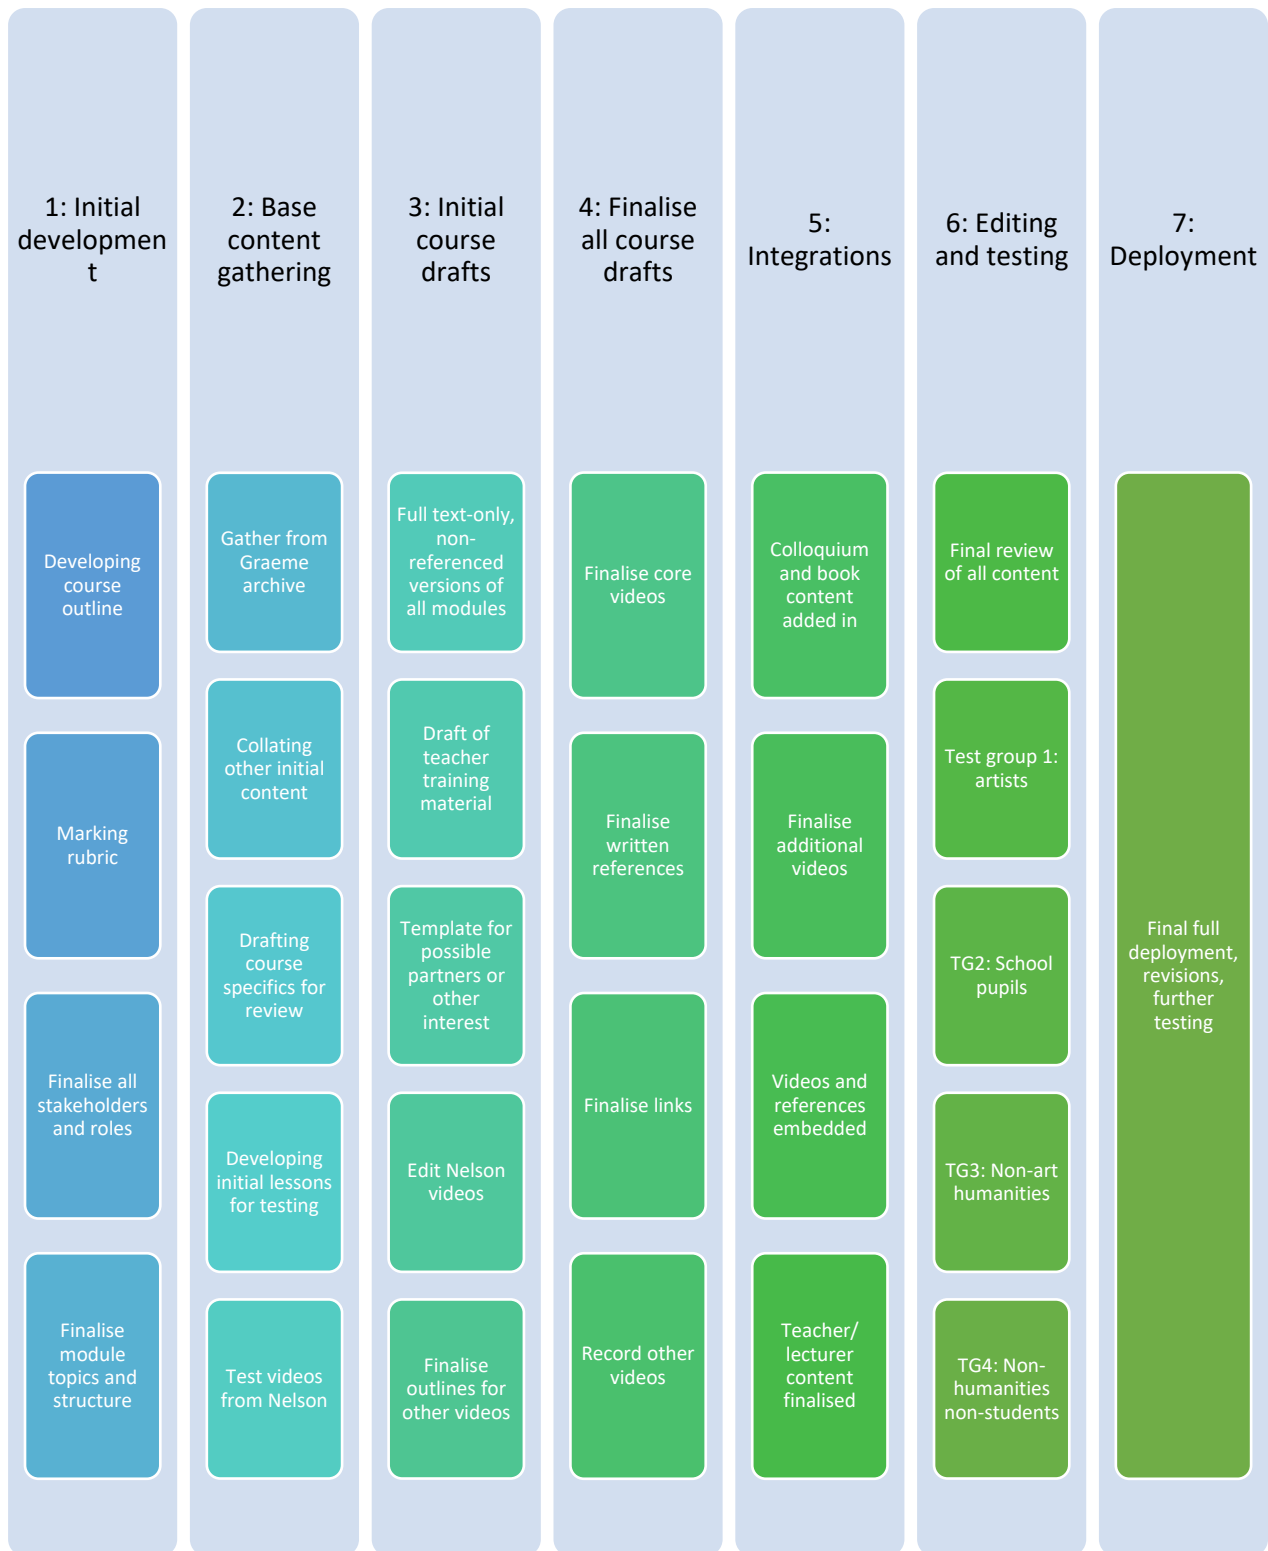 1: Initial
developmen
t
Developing
course
outline
Marking
rubric
Finalise all
stakeholders
and roles
Finalise
module
topics and
structure
2: Base
content
gathering
Gather from
Graeme
archive
Collating
other initial
content
Drafting
course
specifics for
review
Developing
initial lessons
for testing
Test videos
from Nelson
3: Initial
course
drafts
Full text-only,
non-
referenced
versions of
all modules
Draft of
teacher
training
material
Template for
possible
partners or
other
interest
Edit Nelson
videos
Finalise
outlines for
other videos
4: Finalise
all course
drafts
Finalise core
videos
Finalise
written
references
Finalise links
Record other
videos
5:
Integrations
Colloquium
and book
content
added in
Finalise
additional
videos
Videos and
references
embedded
Teacher/
lecturer
content
finalised
6: Editing
and testing
Final review
of all content
Test group 1:
artists
TG2: School
pupils
TG3: Non-art
humanities
TG4: Non-
humanities
non-students
7:
Deployment
Final full
deployment,
revisions,
further
testing